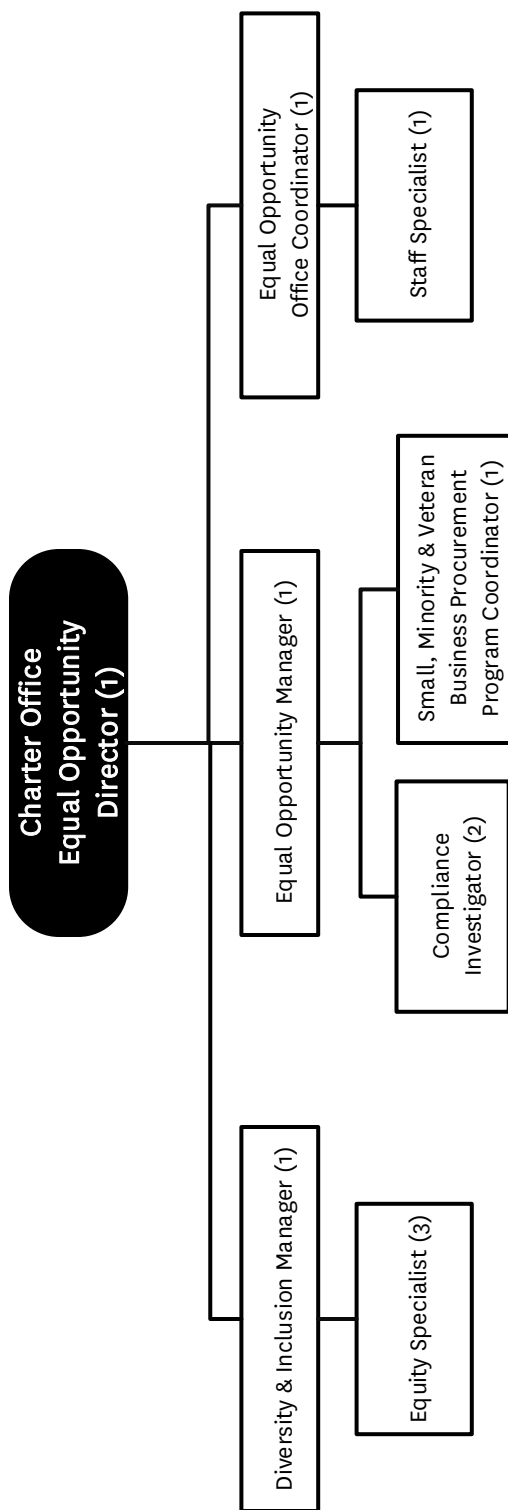 Charter Office
Equal Opportunity
Director (1)
Diversity & Inclusion Manager (1)
Equal Opportunity Manager (1)
Equal Opportunity
Office Coordinator (1)
Equity Specialist (3)
Compliance
Investigator (2)
Small, Minority & Veteran
Business Procurement
Program Coordinator (1)
Staff Specialist (1)